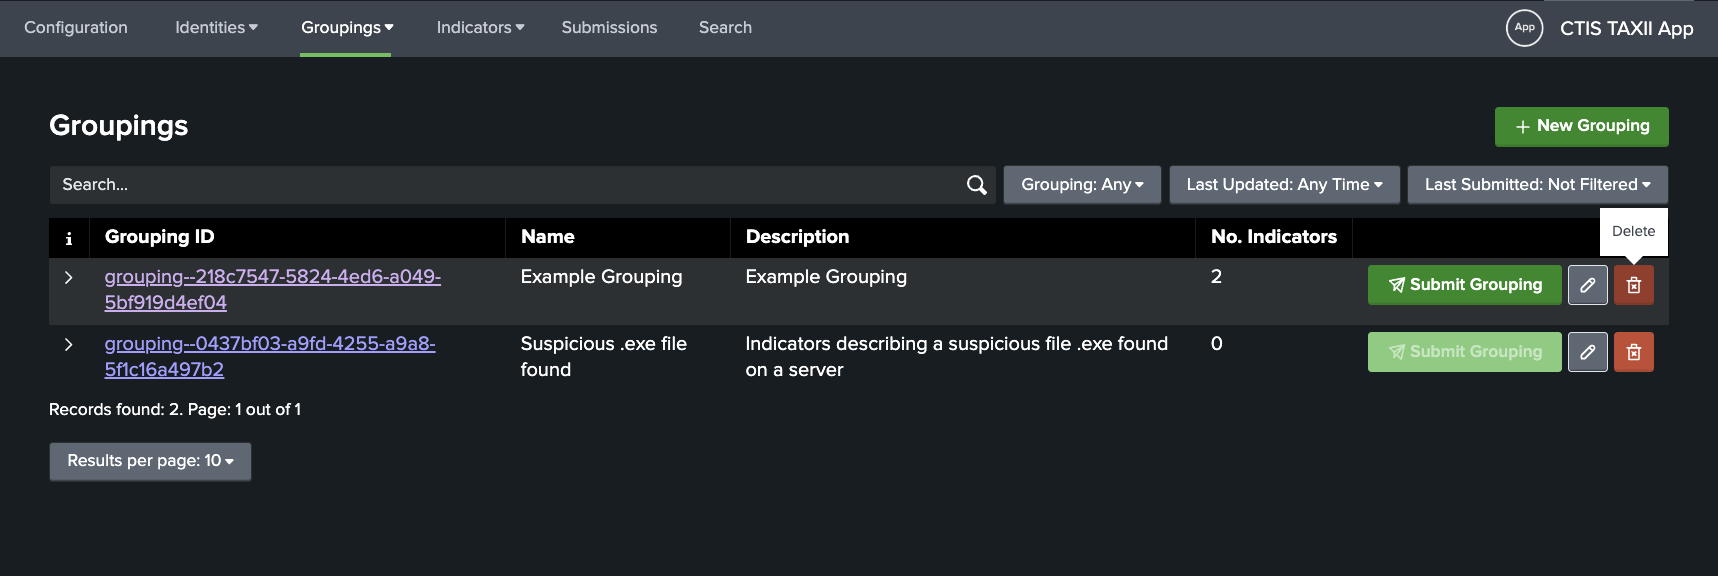 Configuration Identities Groupings Indicators Submissions Search App CTIS TAXII App
Groupings
+ New Grouping
Search... Grouping: Any Last Updated: Any Time Last Submitted: Not Filtered
Delete
i Grouping ID Name Description No. Indicators
grouping--218c7547-5824-4ed6-a049- Example Grouping Example Grouping 2 Submit Grouping
5bf919d4ef04
grouping--0437bf03-a9fd-4255-a9a8- Suspicious .exe file Indicators describing a suspicious file .exe found 0 Submit Grouping
5f1c16a497b2 found on a server
Records found: 2. Page: 1 out of 1
Results per page: 10